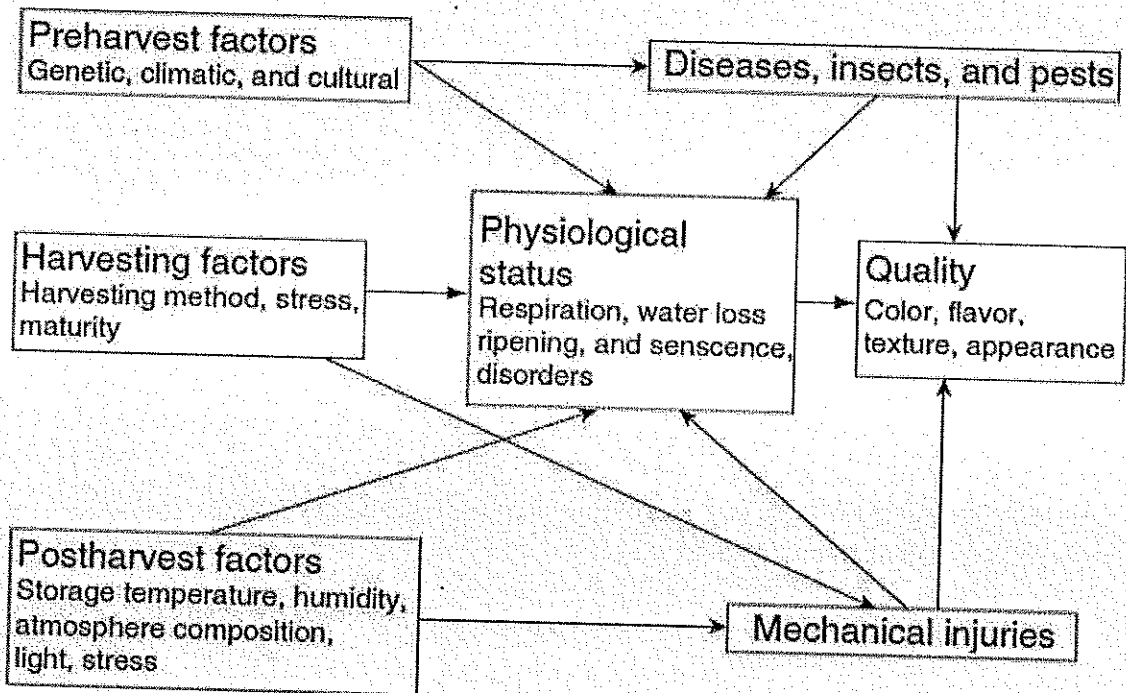 Preharvest factors
Genetic, climatic, and cultural
Diseases, insects, and pests
Harvesting factors
Harvesting method, stress,
maturity
Physiological
status
Respiration, water loss
ripening, and senscence,
disorders
Quality
Color, flavor,
texture, appearance
Postharvest factors
Storage temperature, humidity,
atmosphere composition,
light, stress
Mechanical injuries